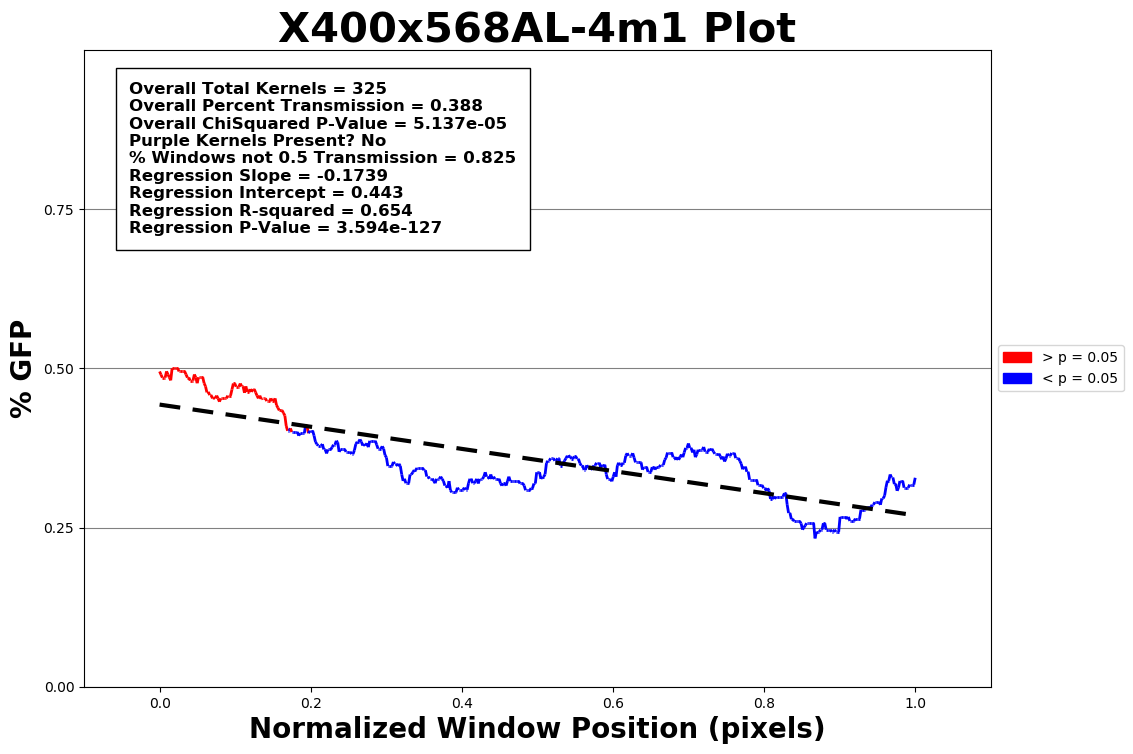 X400x568AL-4m1 Plot
Overall Total Kernels = 325
Overall Percent Transmission = 0.388
Overall ChiSquared P-Value = 5.137e-05
Purple Kernels Present? No
% Windows not 0.5 Transmission = 0.825
Regression Slope = -0.1739
Regression Intercept = 0.443
Regression R-squared = 0.654
Regression P-Value = 3.594e-127
% GFP
0.75
0.50
0.25
0.00
> p = 0.05
< p = 0.05
0.0 0.2 0.4 0.6 0.8 1.0
Normalized Window Position (pixels)